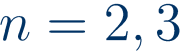 n = 2, 3